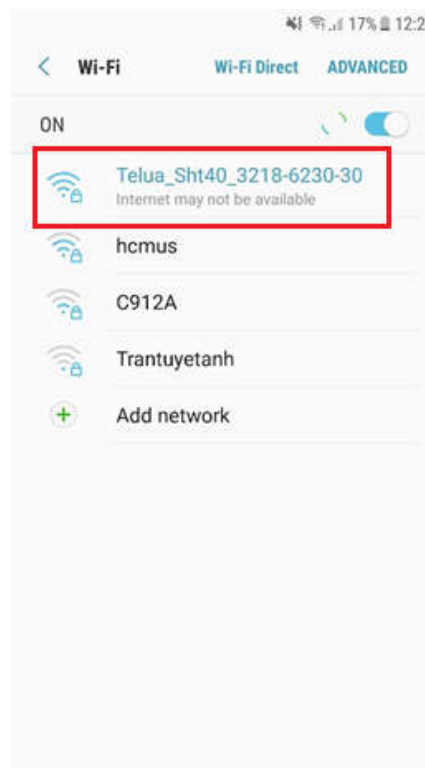 17% 12:2
Wi-Fi Wi-Fi Direct ADVANCED
ON
Telua_Sht40_3218-6230-30
Internet may not be available
hcmus
C912A
Trantuyetanh
Add network